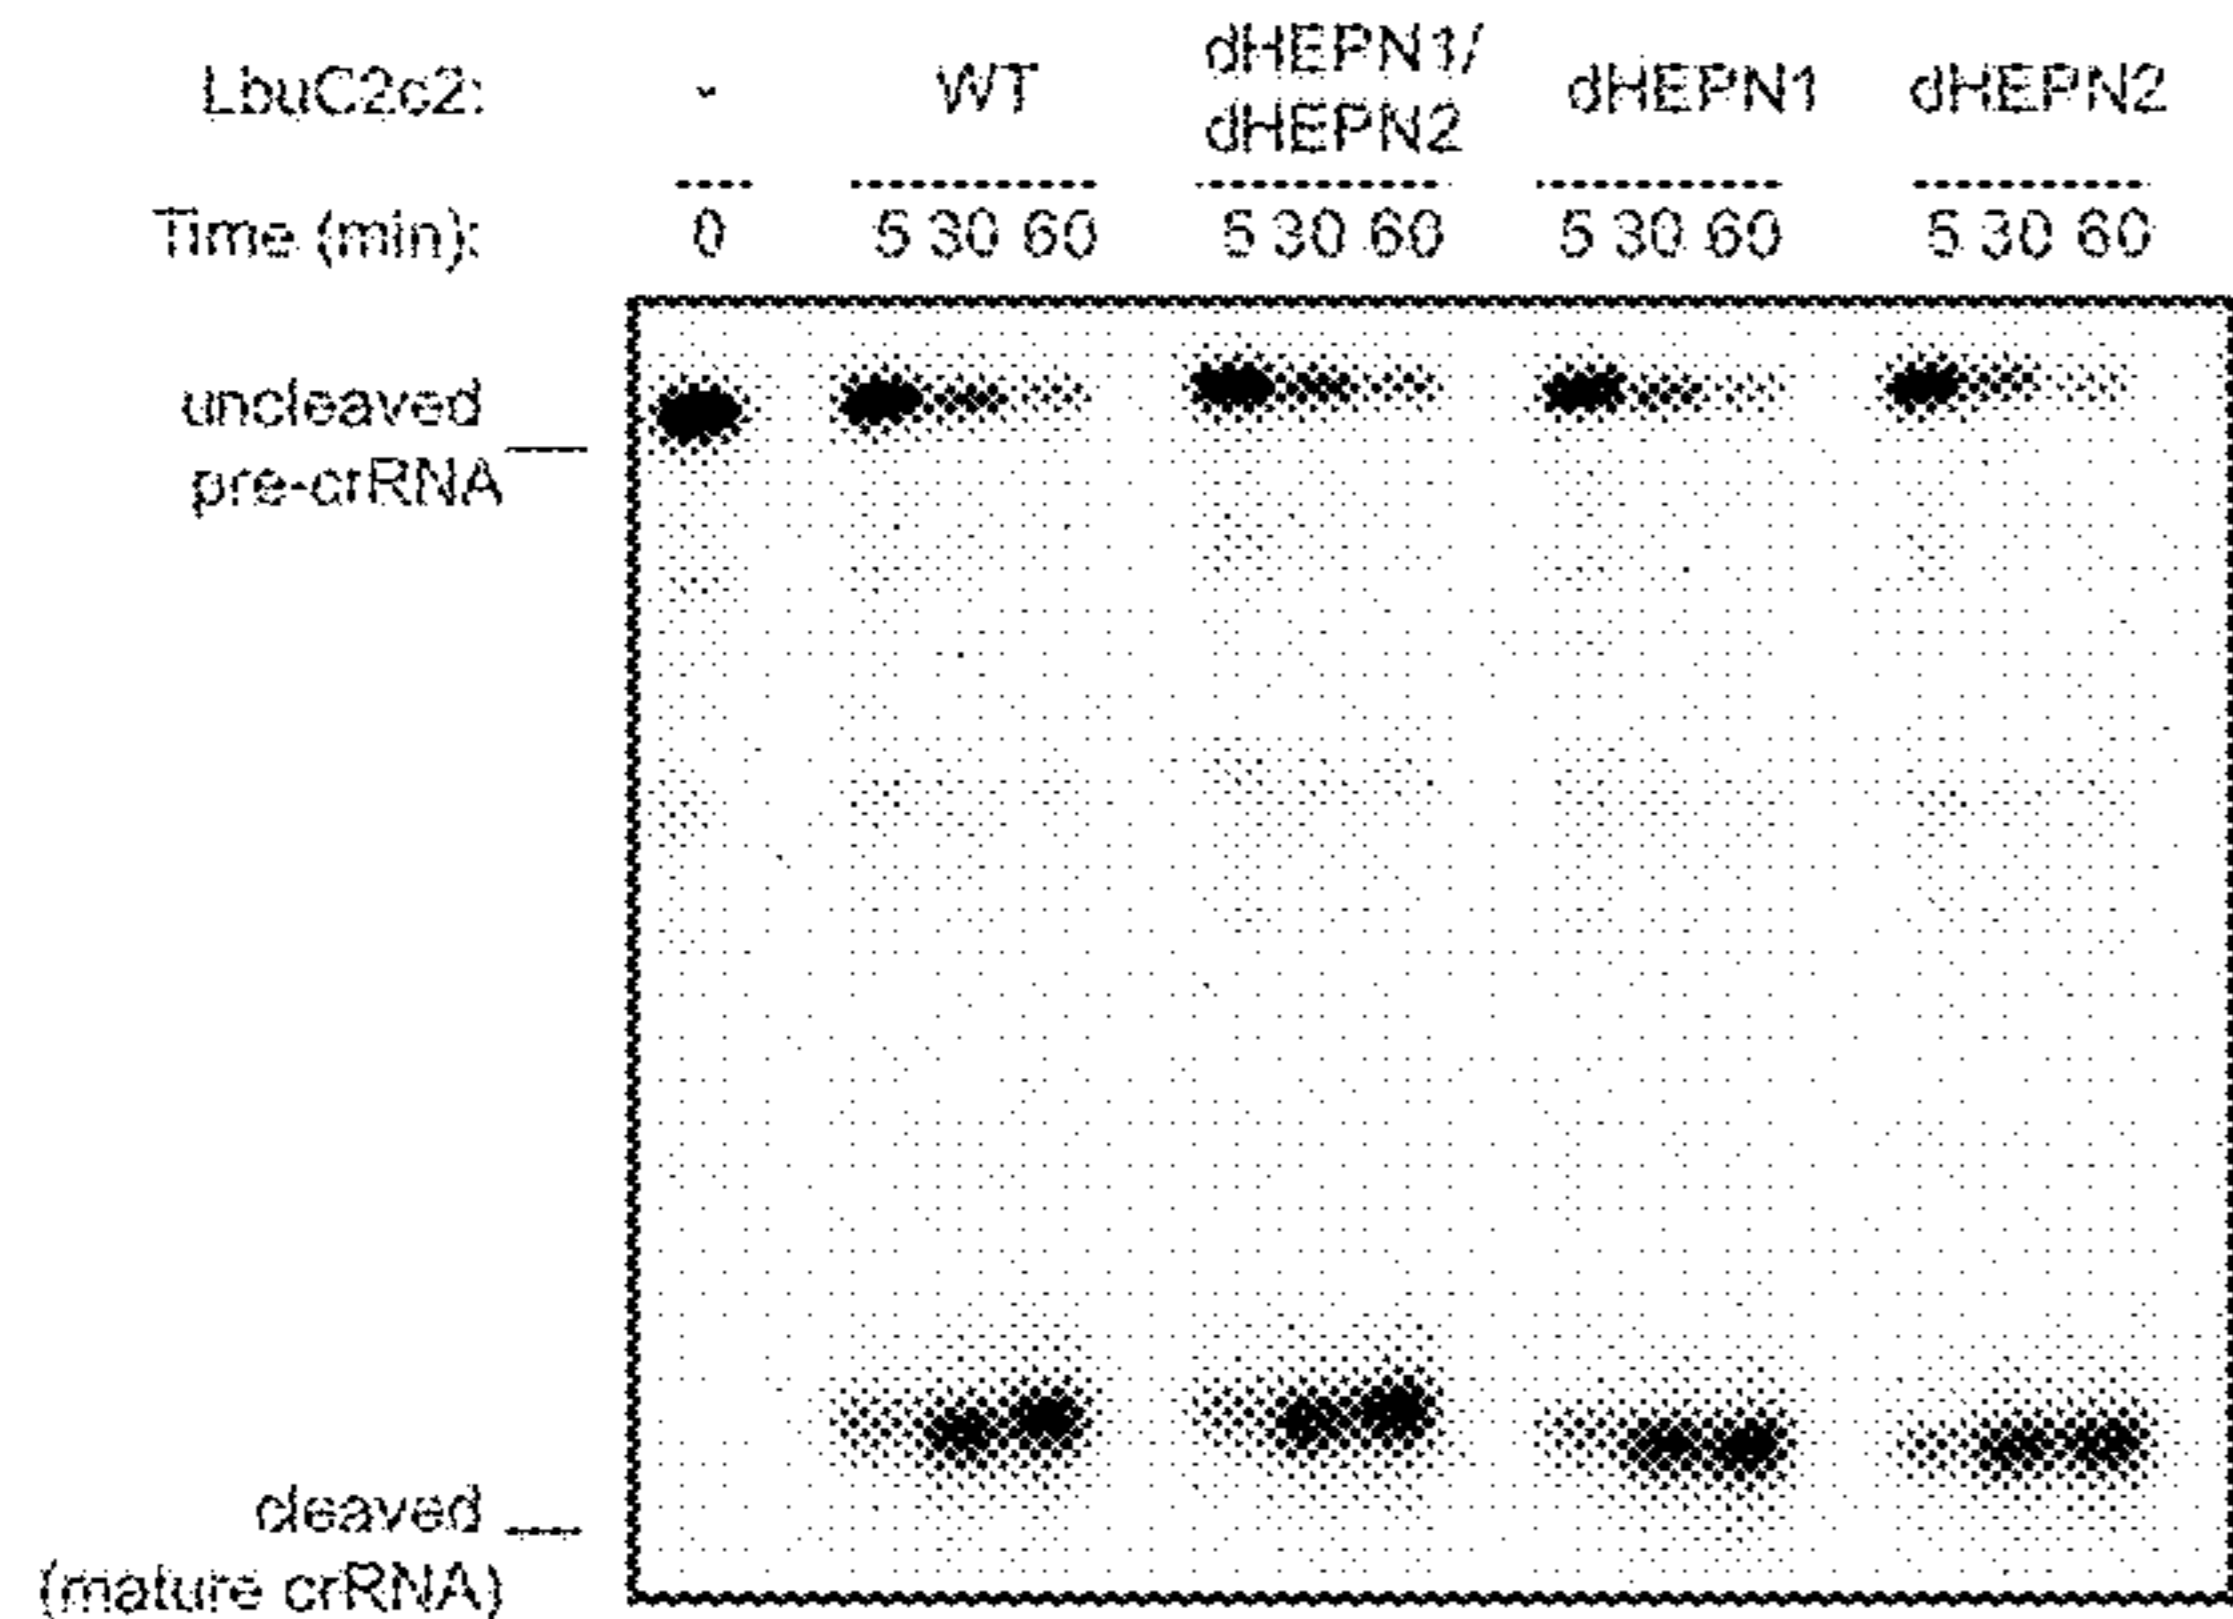 LbuC2c2: - WT dHEPN1/ dHEPN2 dHEPN1 dHEPN2
Time (min): 0 5 30 60 5 30 60 5 30 60 5 30 60
uncleaved
pre-crRNA
cleaved
(mature crRNA)